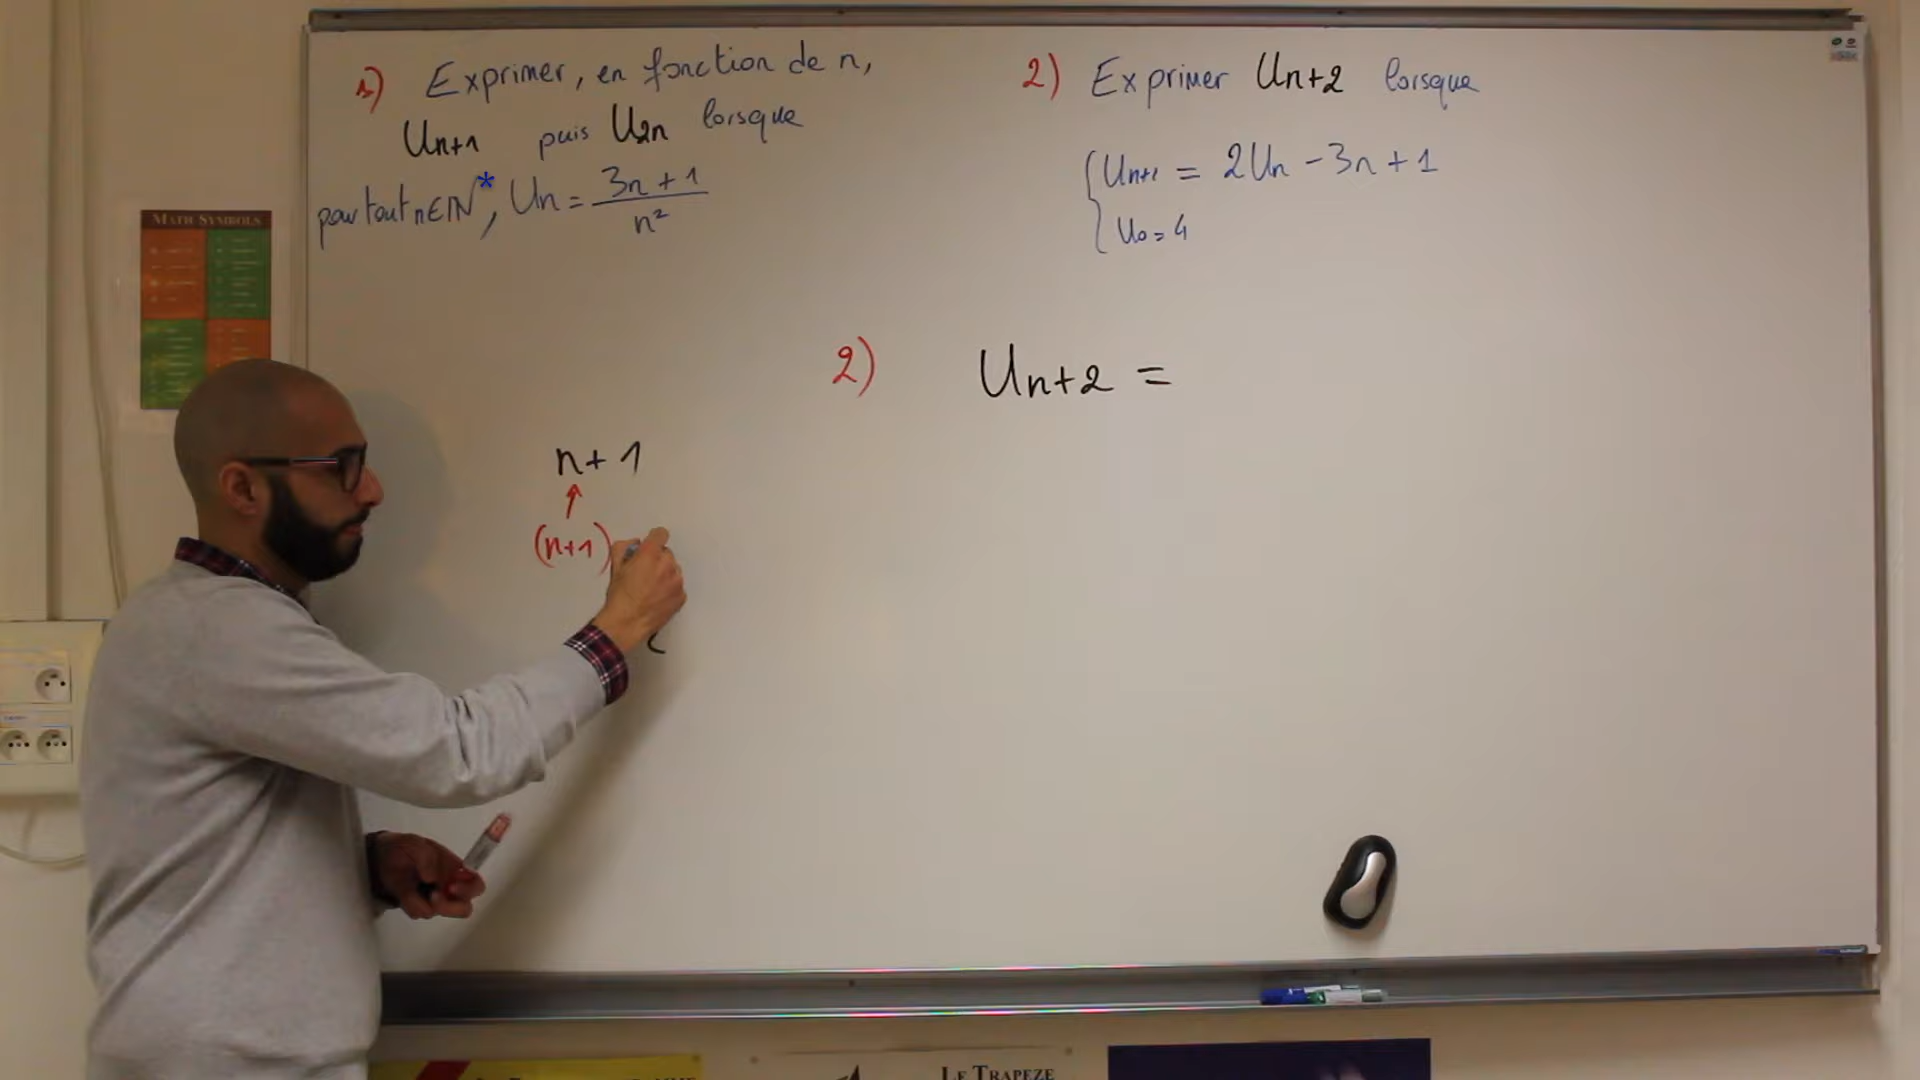 1) Exprimer, en fonction de n,
Un+1 puis U2n lorsque
pour tout n∈ℕ*, Un = (3n+1)/n²
2) Exprimer Un+2 lorsque
{ Un+1 = 2Un - 3n + 1
U0 = 4
2) Un+2 =
n+1
↑
(n+1)
MATH SYMBOLS
LE TRAPEZE